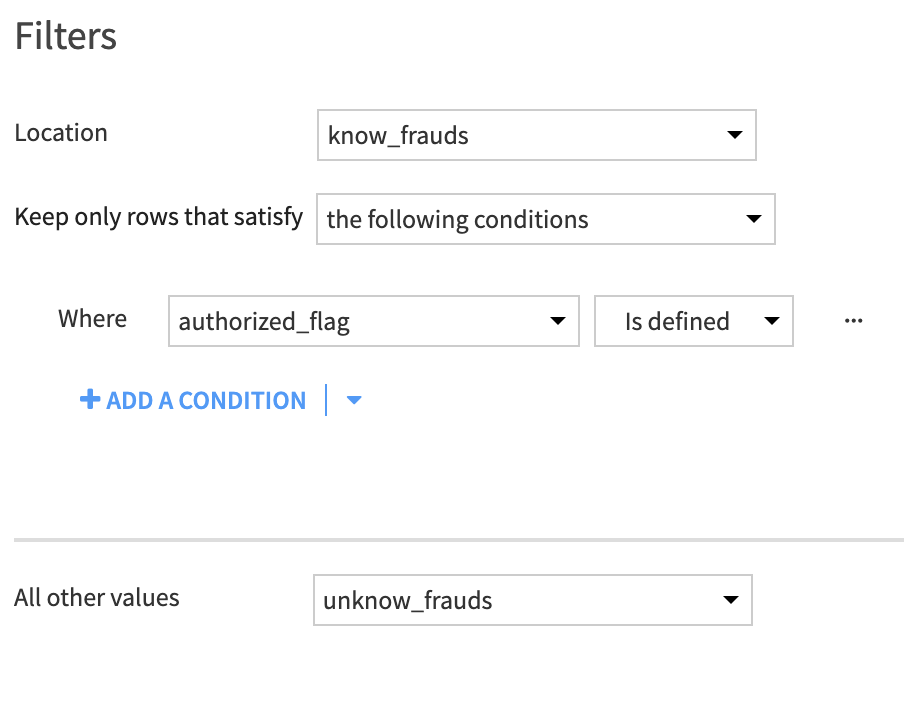 Filters
Location know_frauds
Keep only rows that satisfy the following conditions
Where authorized_flag Is defined ...
+ ADD A CONDITION
All other values unknow_frauds